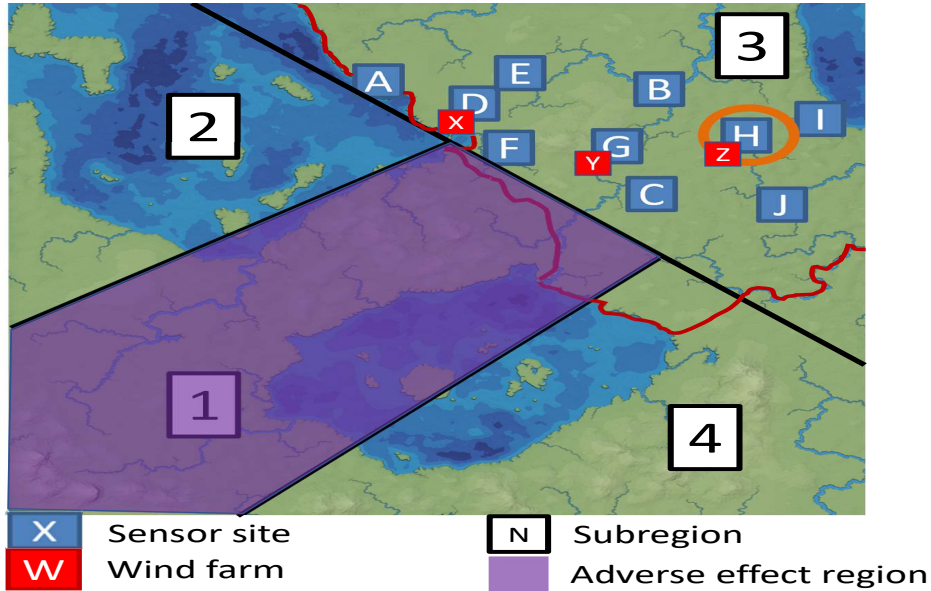 3
E
A
B
D
2
X
I
H
F
G
Z
Y
C
J
1
4
X Sensor site
N Subregion
W Wind farm
Adverse effect region